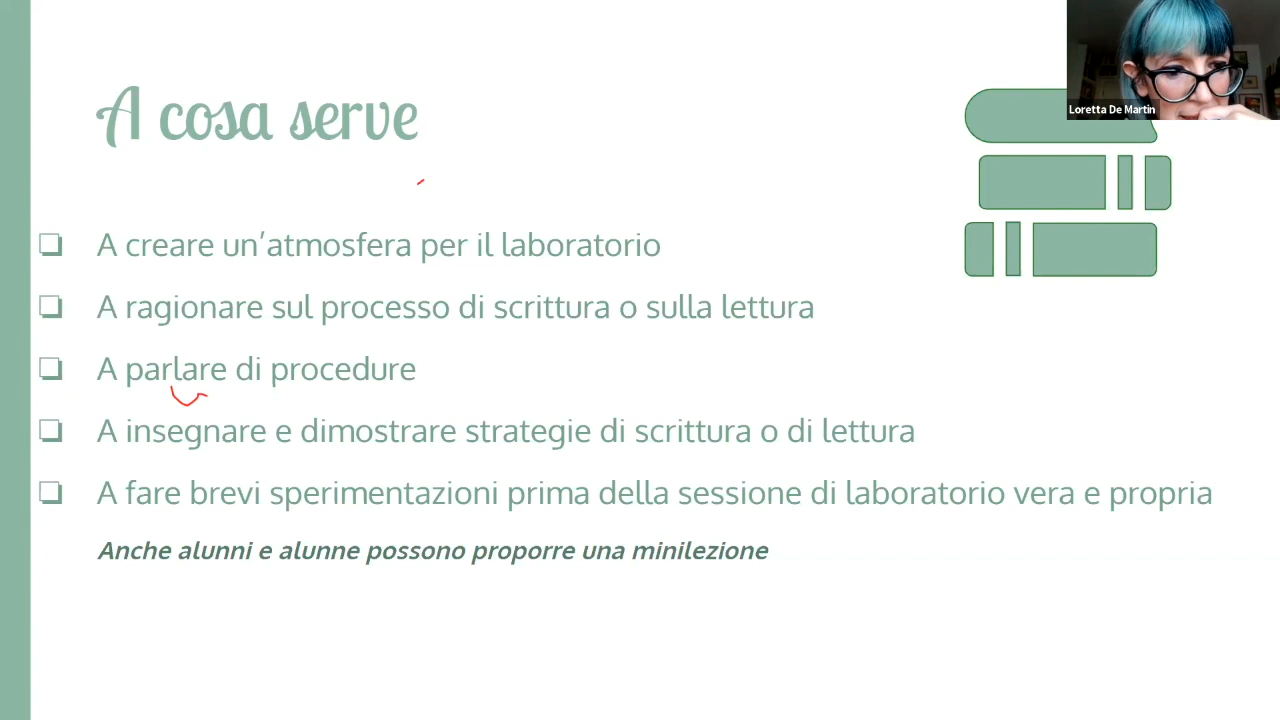 A cosa serve
Loretta De Martin
❏ A creare un’atmosfera per il laboratorio
❏ A ragionare sul processo di scrittura o sulla lettura
❏ A parlare di procedure
❏ A insegnare e dimostrare strategie di scrittura o di lettura
❏ A fare brevi sperimentazioni prima della sessione di laboratorio vera e propria
Anche alunni e alunne possono proporre una minilezione